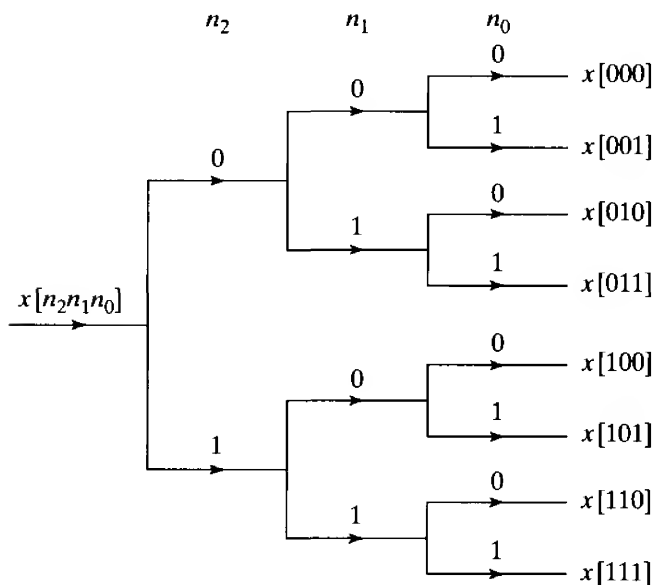 n₂ n₁ n₀
0
x[000]
0
1
x[001]
0
0
x[010]
1
1
x[011]
x[n₂n₁n₀]
0
x[100]
0
1
x[101]
1
0
x[110]
1
1
x[111]